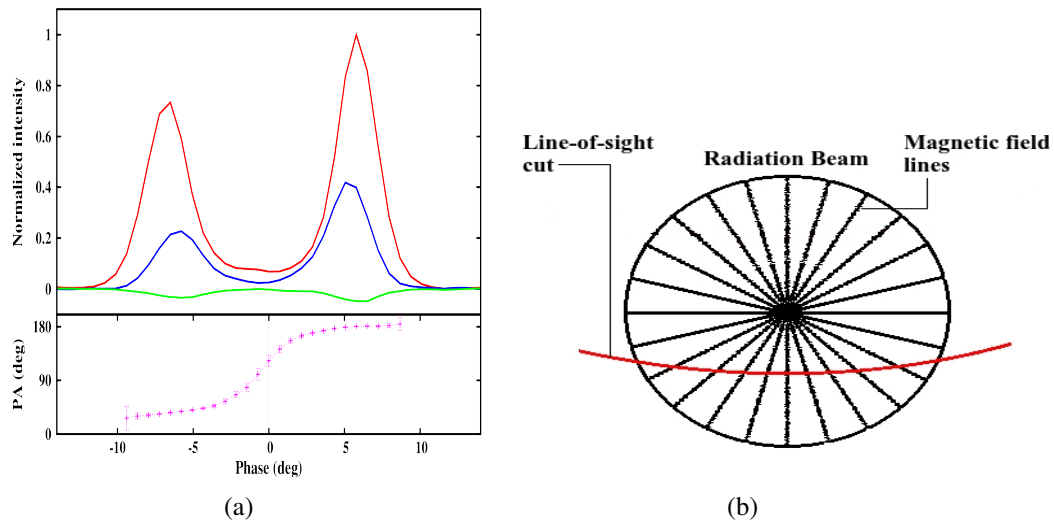 Normalized intensity
1
0.8
0.6
0.4
0.2
0
PA (deg)
180
90
0
-10
-5
0
5
10
Phase (deg)
(a)
Line-of-sight
cut
Radiation Beam
Magnetic field
lines
(b)